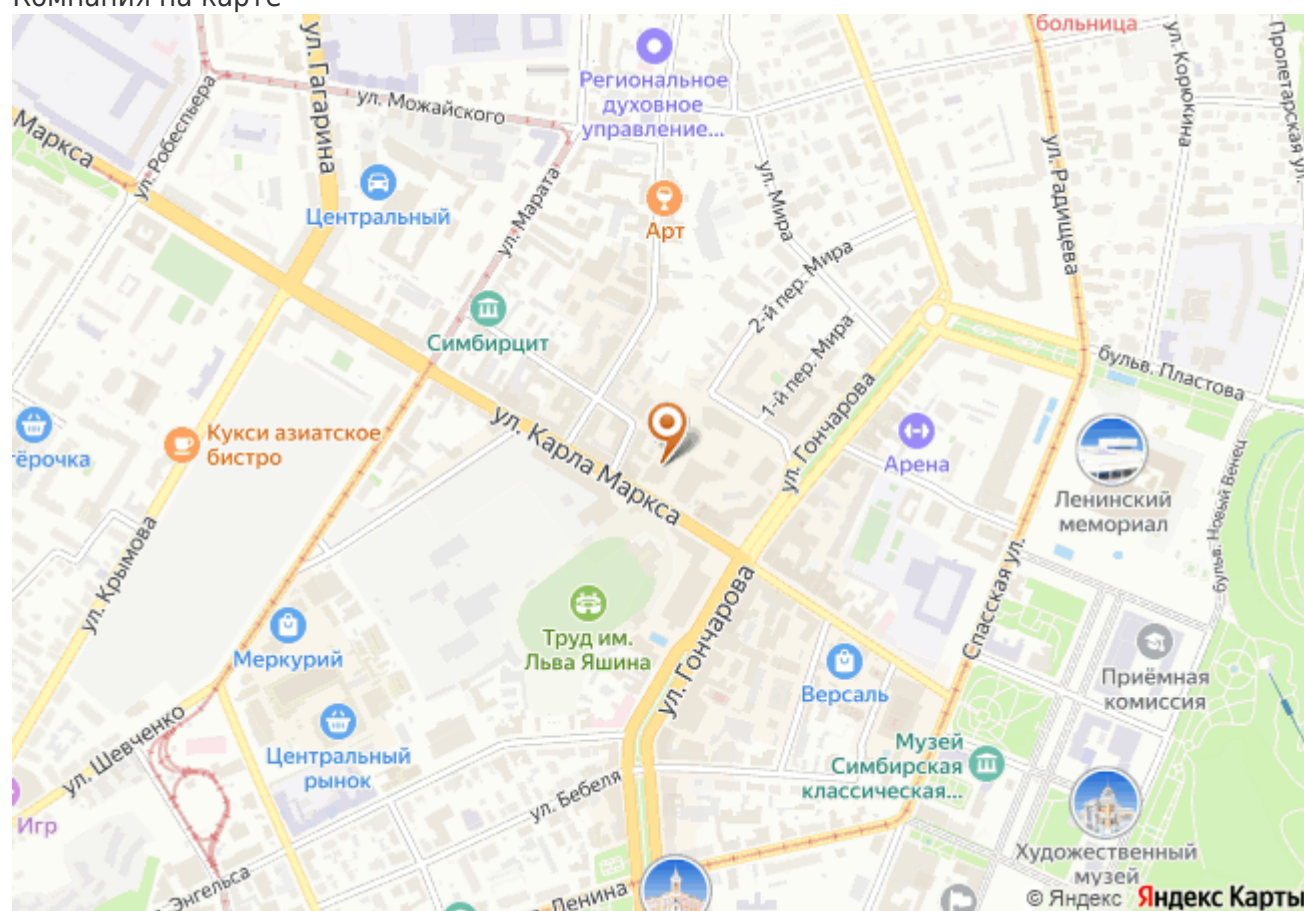 Компания на карте
больница
ул. Гагарина
Региональное
духовное
управление...
ул. Корюкина
Пролетарская ул.
ул. Можайского
Маркса
ул. Робеспьера
ул. Радищева
ул. Мира
ул. Марата
Центральный
Арт
2-й пер. Мира
Симбирцит
1-й пер. Мира
бульв. Пластова
ул. Гончарова
ул. Карла Маркса
Кукси азиатское
бистро
тёрочка
Арена
Ленинский
мемориал
бульв. Новый Венец
ул. Крымова
Спасская ул.
ул. Гончарова
Труд им.
Льва Яшина
Меркурий
Версаль
Приёмная
комиссия
ул. Шевченко
Центральный
рынок
Музей
Симбирская
классическая...
ул. Бебеля
Игр
Художественный
музей
Энгельса
Ленина
© Яндекс Яндекс Карты